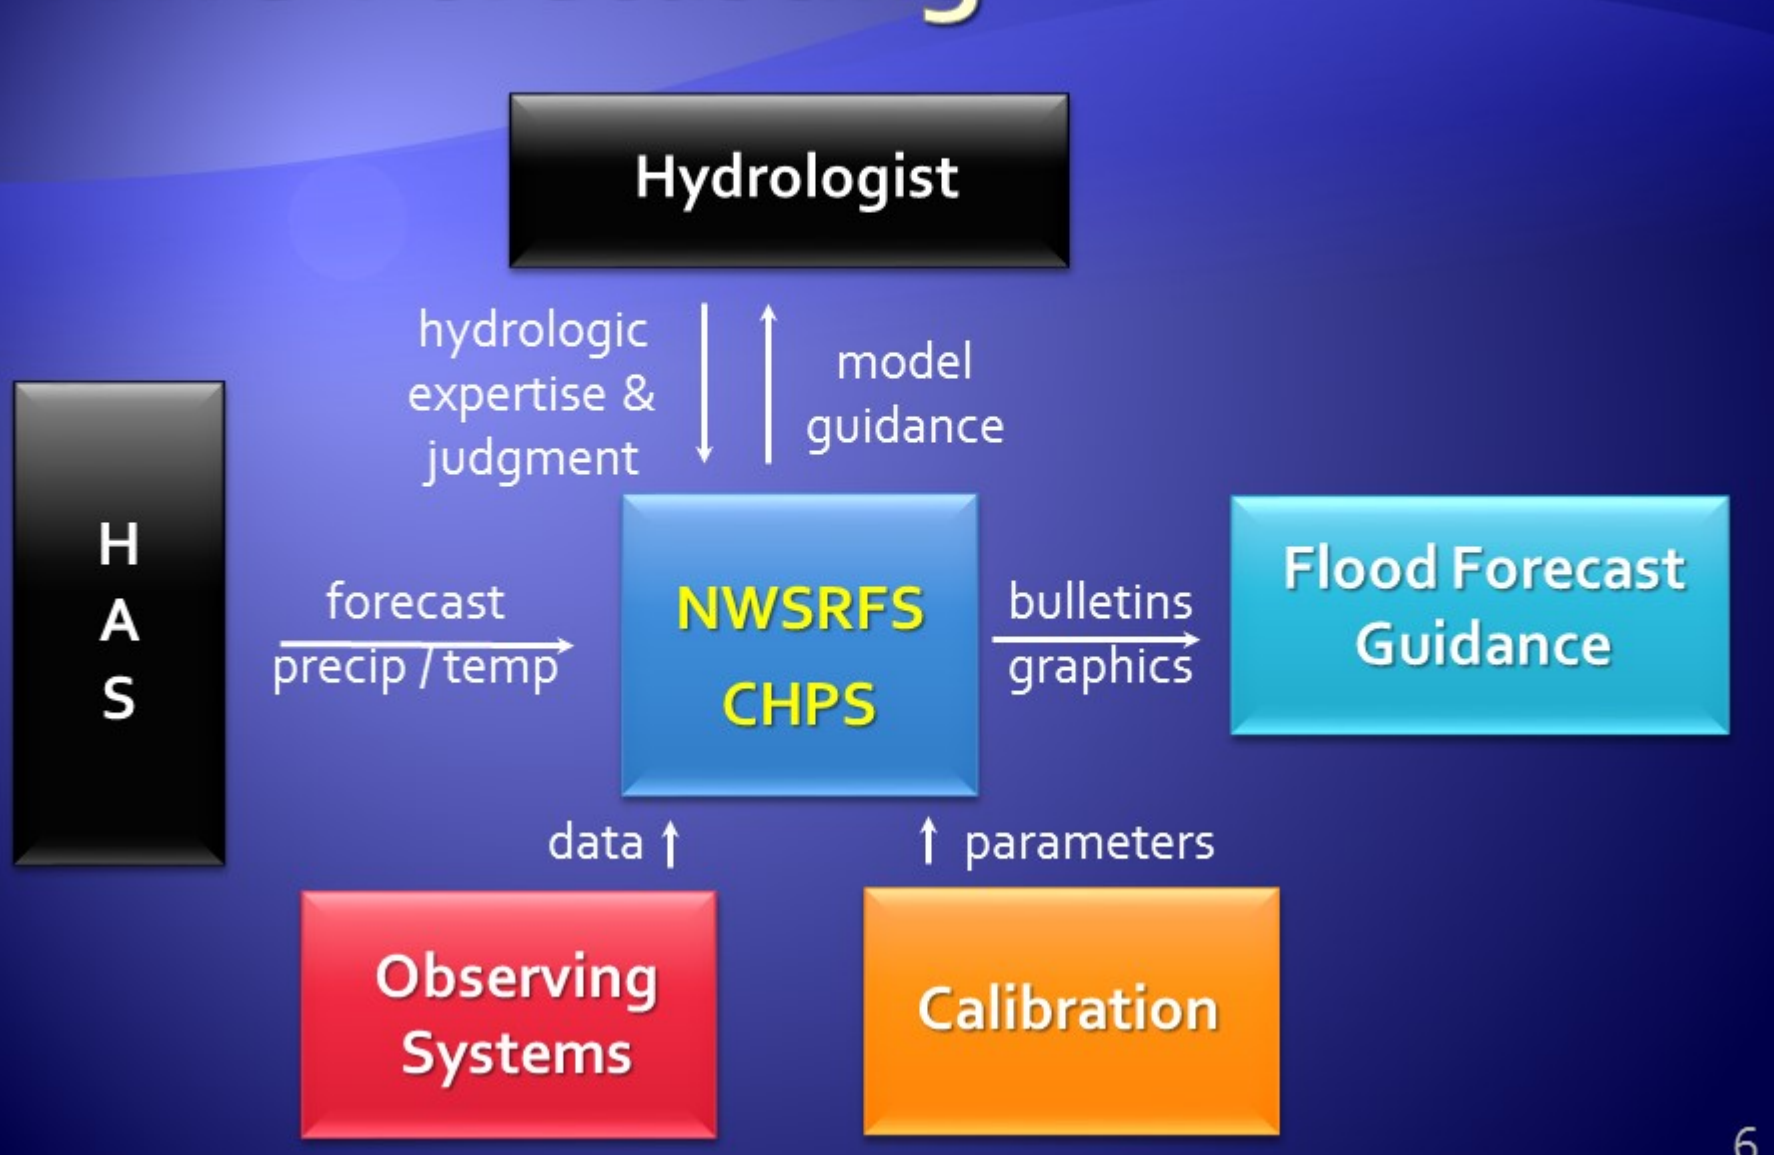 Hydrologist
hydrologic
expertise &
judgment
model
guidance
H
A
S
forecast
precip / temp
NWSRFS
CHPS
bulletins
graphics
Flood Forecast
Guidance
data
parameters
Observing
Systems
Calibration
6